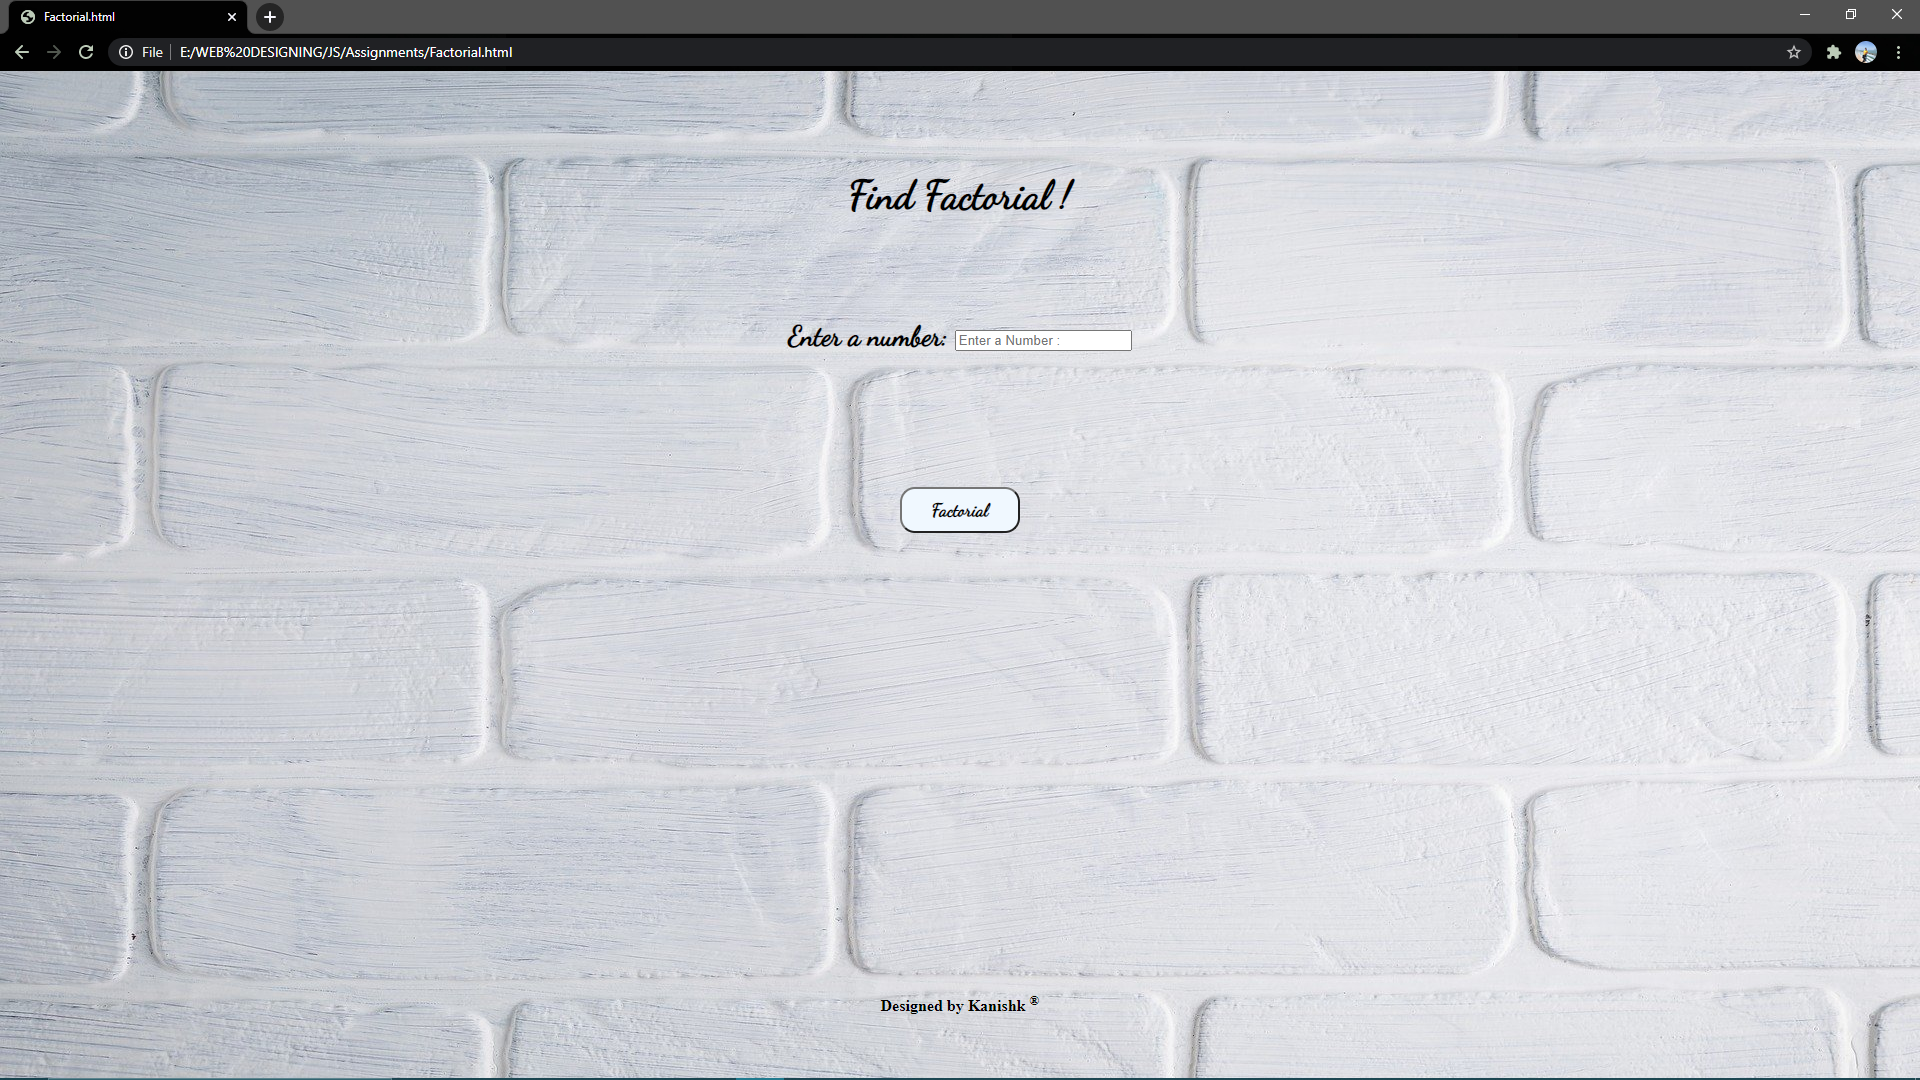 Factorial.html
File E:/WEB%20DESIGNING/JS/Assignments/Factorial.html
Find Factorial !
Enter a number: Enter a Number :
Factorial
Designed by Kanishk ®